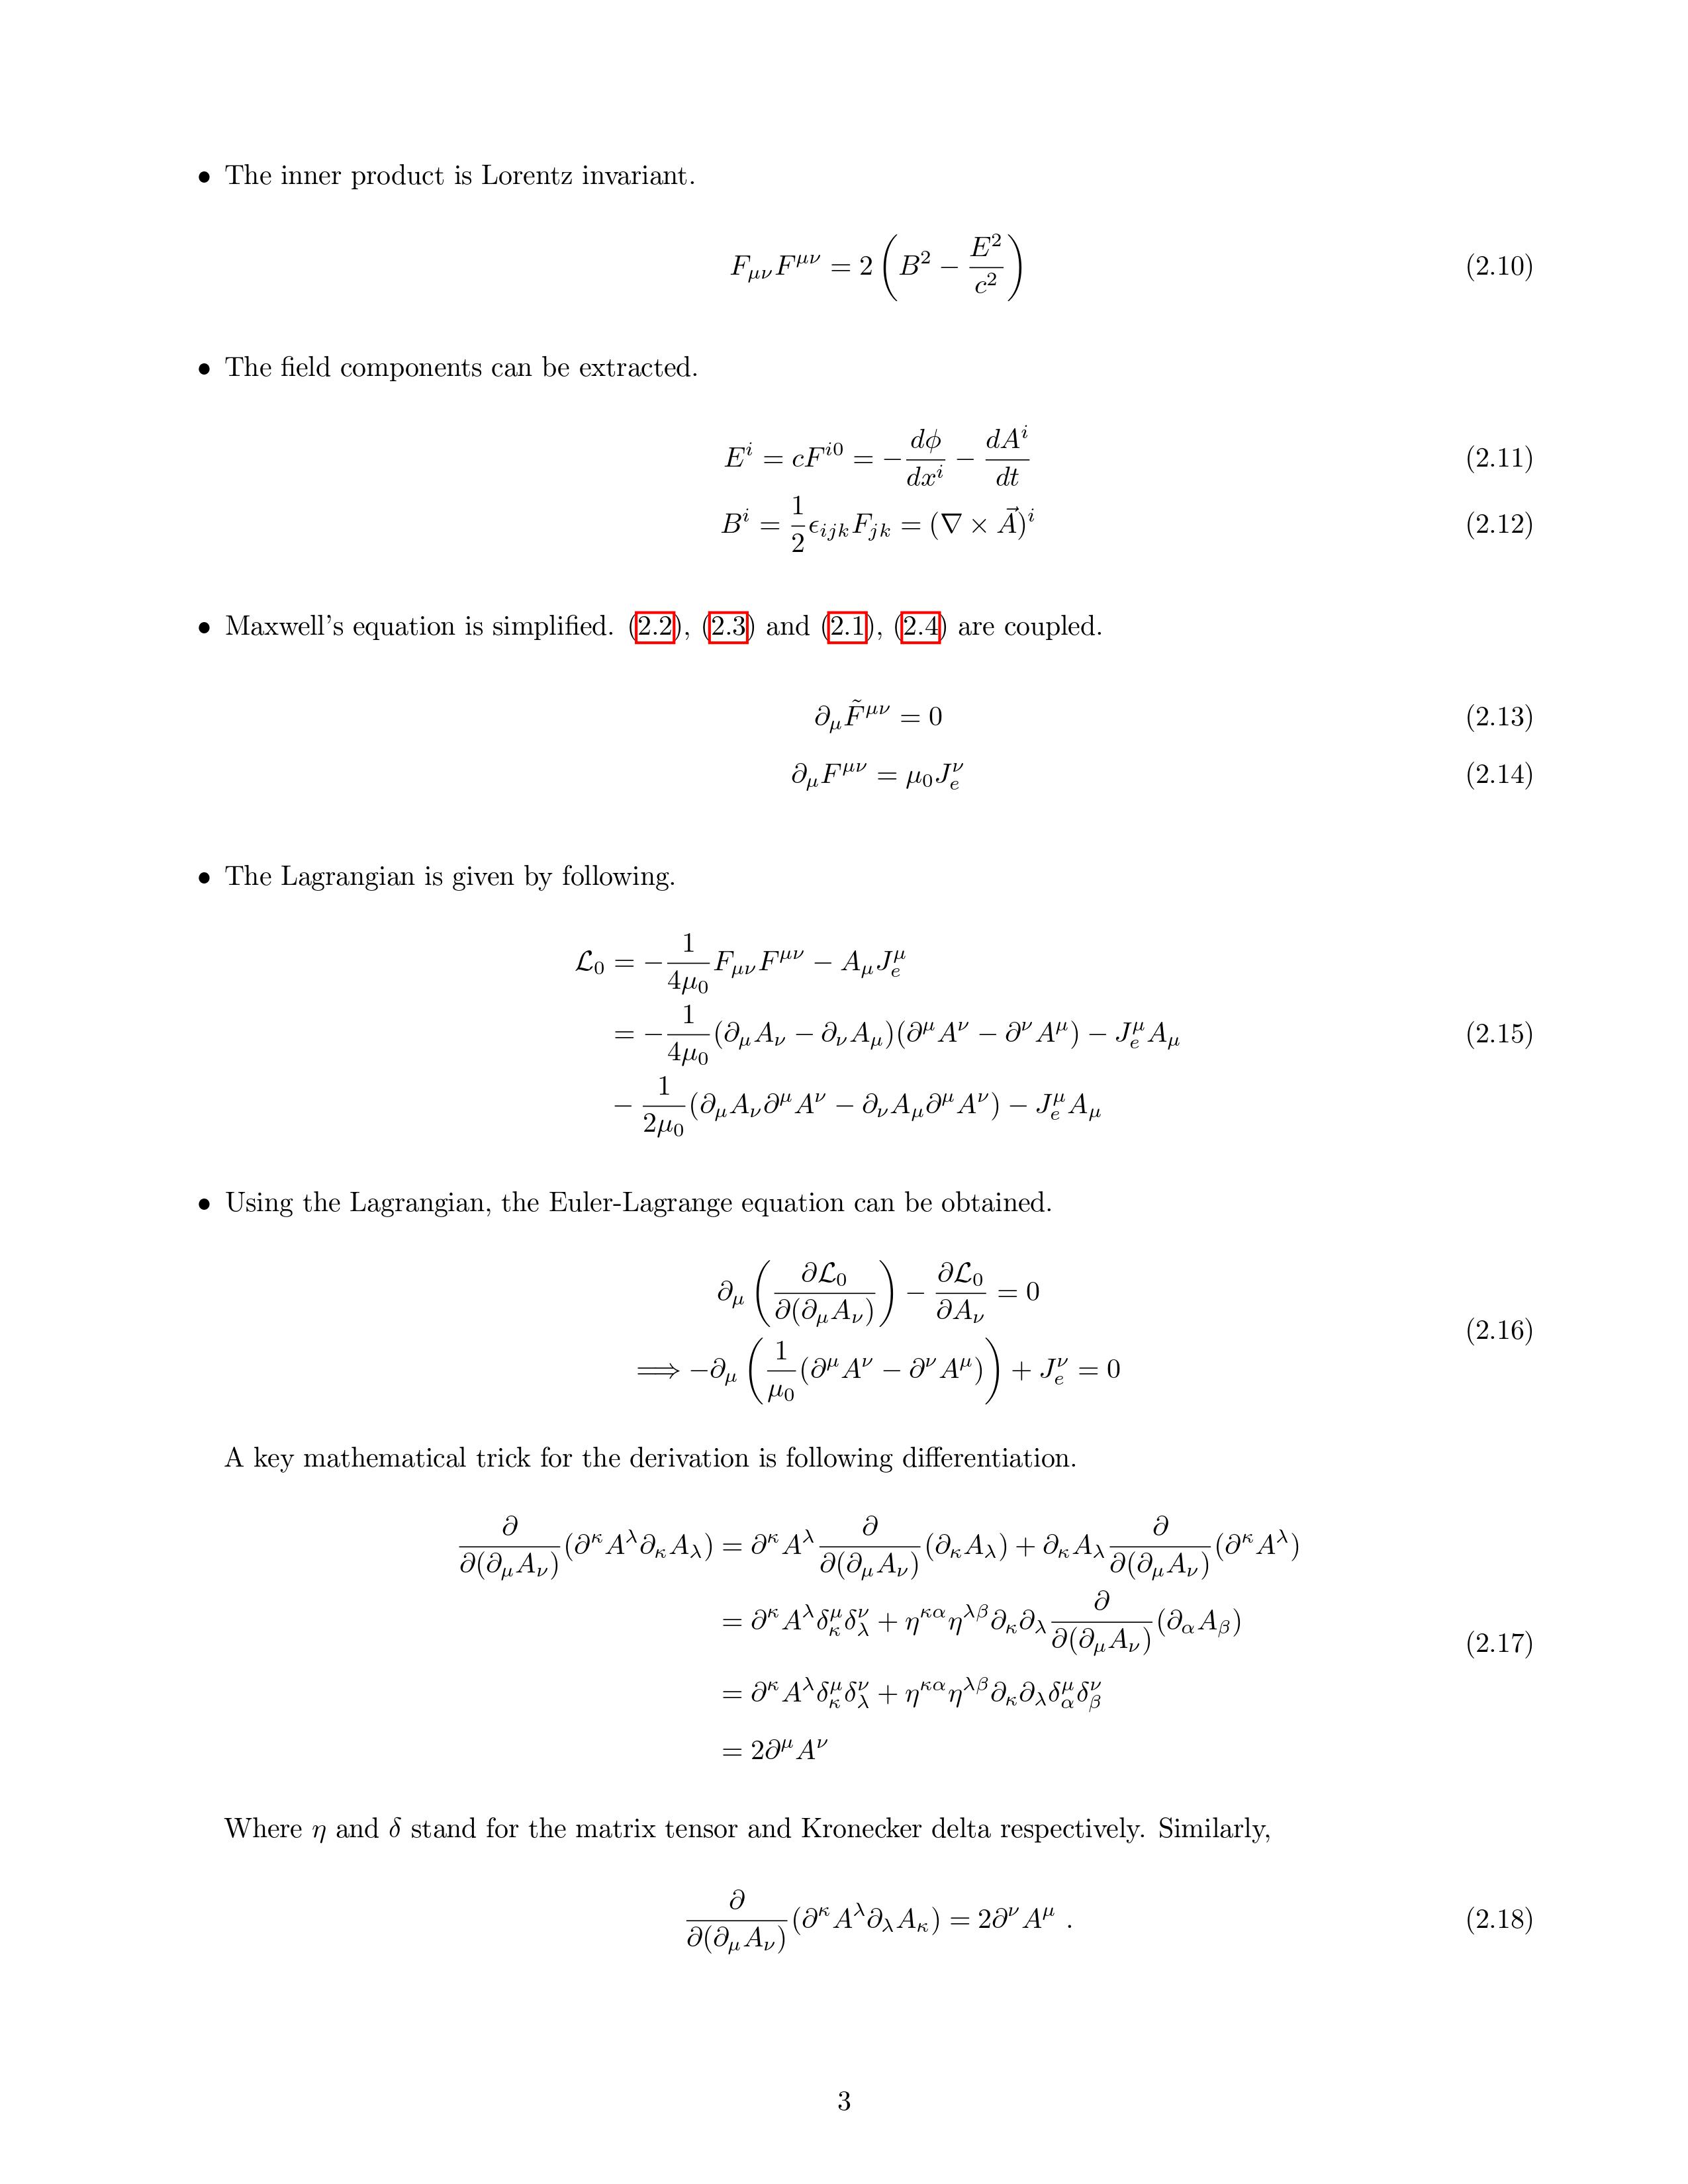 • The inner product is Lorentz invariant.
$$F_{\mu\nu}F^{\mu\nu} = 2\left(B^2 - \frac{E^2}{c^2}\right)$$ (2.10)
• The field components can be extracted.
$$E^i = cF^{i0} = -\frac{d\phi}{dx^i} - \frac{dA^i}{dt}$$ (2.11)
$$B^i = \frac{1}{2}\epsilon_{ijk}F_{jk} = (\nabla \times \vec{A})^i$$ (2.12)
• Maxwell's equation is simplified. (2.2), (2.3) and (2.1), (2.4) are coupled.
$$\partial_\mu \tilde{F}^{\mu\nu} = 0$$ (2.13)
$$\partial_\mu F^{\mu\nu} = \mu_0 J_e^\nu$$ (2.14)
• The Lagrangian is given by following.
$$\mathcal{L}_0 = -\frac{1}{4\mu_0}F_{\mu\nu}F^{\mu\nu} - A_\mu J_e^\mu$$
$$= -\frac{1}{4\mu_0}(\partial_\mu A_\nu - \partial_\nu A_\mu)(\partial^\mu A^\nu - \partial^\nu A^\mu) - J_e^\mu A_\mu$$ (2.15)
$$-\frac{1}{2\mu_0}(\partial_\mu A_\nu \partial^\mu A^\nu - \partial_\nu A_\mu \partial^\mu A^\nu) - J_e^\mu A_\mu$$
• Using the Lagrangian, the Euler-Lagrange equation can be obtained.
$$\partial_\mu \left(\frac{\partial \mathcal{L}_0}{\partial(\partial_\mu A_\nu)}\right) - \frac{\partial \mathcal{L}_0}{\partial A_\nu} = 0$$
$$\Longrightarrow -\partial_\mu \left(\frac{1}{\mu_0}(\partial^\mu A^\nu - \partial^\nu A^\mu)\right) + J_e^\nu = 0$$ (2.16)
A key mathematical trick for the derivation is following differentiation.
$$\frac{\partial}{\partial(\partial_\mu A_\nu)}(\partial^\kappa A^\lambda \partial_\kappa A_\lambda) = \partial^\kappa A^\lambda \frac{\partial}{\partial(\partial_\mu A_\nu)}(\partial_\kappa A_\lambda) + \partial_\kappa A_\lambda \frac{\partial}{\partial(\partial_\mu A_\nu)}(\partial^\kappa A^\lambda)$$
$$= \partial^\kappa A^\lambda \delta_\kappa^\mu \delta_\lambda^\nu + \eta^{\kappa\alpha}\eta^{\lambda\beta}\partial_\kappa \partial_\lambda \frac{\partial}{\partial(\partial_\mu A_\nu)}(\partial_\alpha A_\beta)$$ (2.17)
$$= \partial^\kappa A^\lambda \delta_\kappa^\mu \delta_\lambda^\nu + \eta^{\kappa\alpha}\eta^{\lambda\beta}\partial_\kappa \partial_\lambda \delta_\alpha^\mu \delta_\beta^\nu$$
$$= 2\partial^\mu A^\nu$$
Where $\eta$ and $\delta$ stand for the matrix tensor and Kronecker delta respectively. Similarly,
$$\frac{\partial}{\partial(\partial_\mu A_\nu)}(\partial^\kappa A^\lambda \partial_\lambda A_\kappa) = 2\partial^\nu A^\mu \ .$$ (2.18)
3